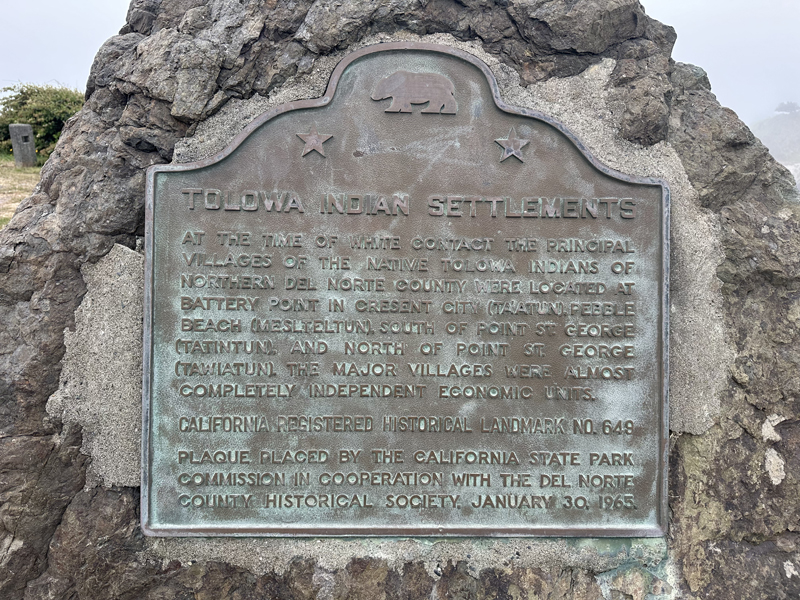 TOLOWA INDIAN SETTLEMENTS
AT THE TIME OF WHITE CONTACT THE PRINCIPAL
VILLAGES OF THE NATIVE TOLOWA INDIANS OF
NORTHERN DEL NORTE COUNTY WERE LOCATED AT
BATTERY POINT IN CRESENT CITY (TA'ATUN), PEBBLE
BEACH (MESLTELTUN), SOUTH OF POINT ST. GEORGE
(TATINTUN), AND NORTH OF POINT ST. GEORGE
(TAWIATUN). THE MAJOR VILLAGES WERE ALMOST
COMPLETELY INDEPENDENT ECONOMIC UNITS.
CALIFORNIA REGISTERED HISTORICAL LANDMARK NO. 649
PLAQUE PLACED BY THE CALIFORNIA STATE PARK
COMMISSION IN COOPERATION WITH THE DEL NORTE
COUNTY HISTORICAL SOCIETY, JANUARY 30, 1965.